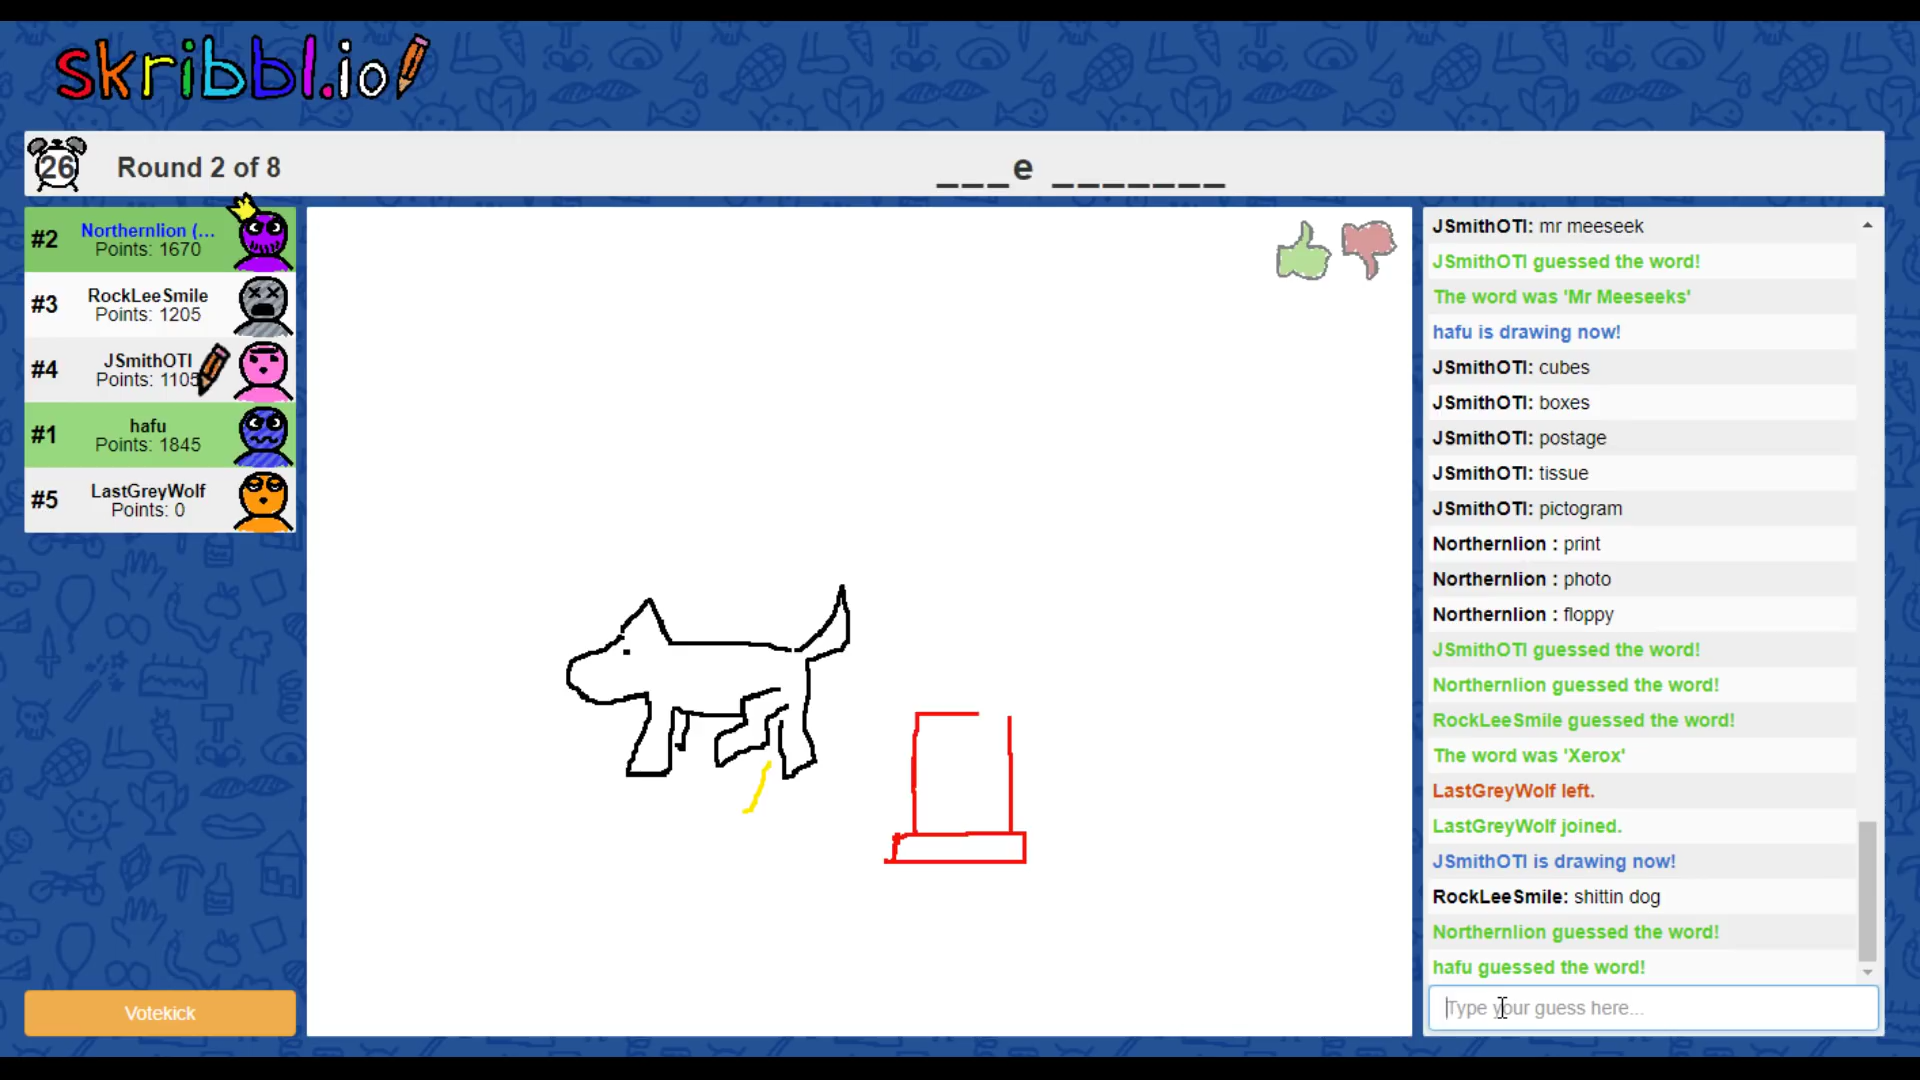 skribbl.io
26
Round 2 of 8
___e _______
#2
Northernlion (...
Points: 1670
#3
RockLeeSmile
Points: 1205
#4
JSmithOTI
Points: 1105
#1
hafu
Points: 1845
#5
LastGreyWolf
Points: 0
Votekick
JSmithOTI: mr meeseek
JSmithOTI guessed the word!
The word was 'Mr Meeseeks'
hafu is drawing now!
JSmithOTI: cubes
JSmithOTI: boxes
JSmithOTI: postage
JSmithOTI: tissue
JSmithOTI: pictogram
Northernlion : print
Northernlion : photo
Northernlion : floppy
JSmithOTI guessed the word!
Northernlion guessed the word!
RockLeeSmile guessed the word!
The word was 'Xerox'
LastGreyWolf left.
LastGreyWolf joined.
JSmithOTI is drawing now!
RockLeeSmile: shittin dog
Northernlion guessed the word!
hafu guessed the word!
Type your guess here...